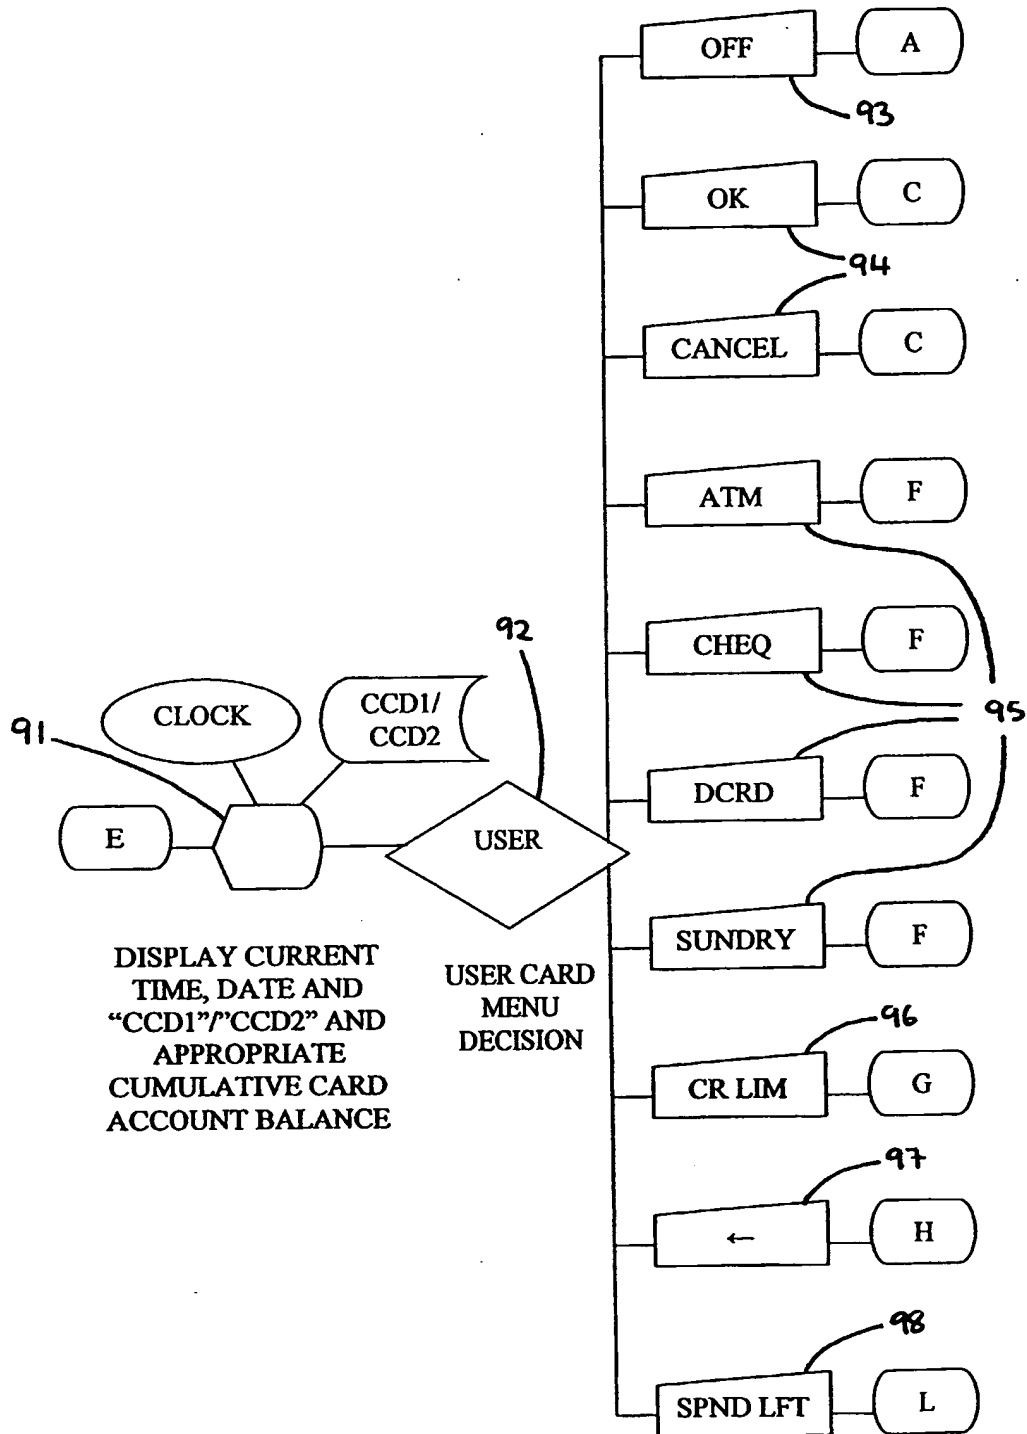 OFF
A
93
OK
C
94
CANCEL
C
ATM
F
92
CHEQ
F
91
CLOCK
CCD1/
CCD2
95
DCRD
F
E
USER
SUNDRY
F
DISPLAY CURRENT
TIME, DATE AND
“CCD1”/”CCD2” AND
APPROPRIATE
CUMULATIVE CARD
ACCOUNT BALANCE
USER CARD
MENU
DECISION
96
CR LIM
G
97
←
H
98
SPND LFT
L